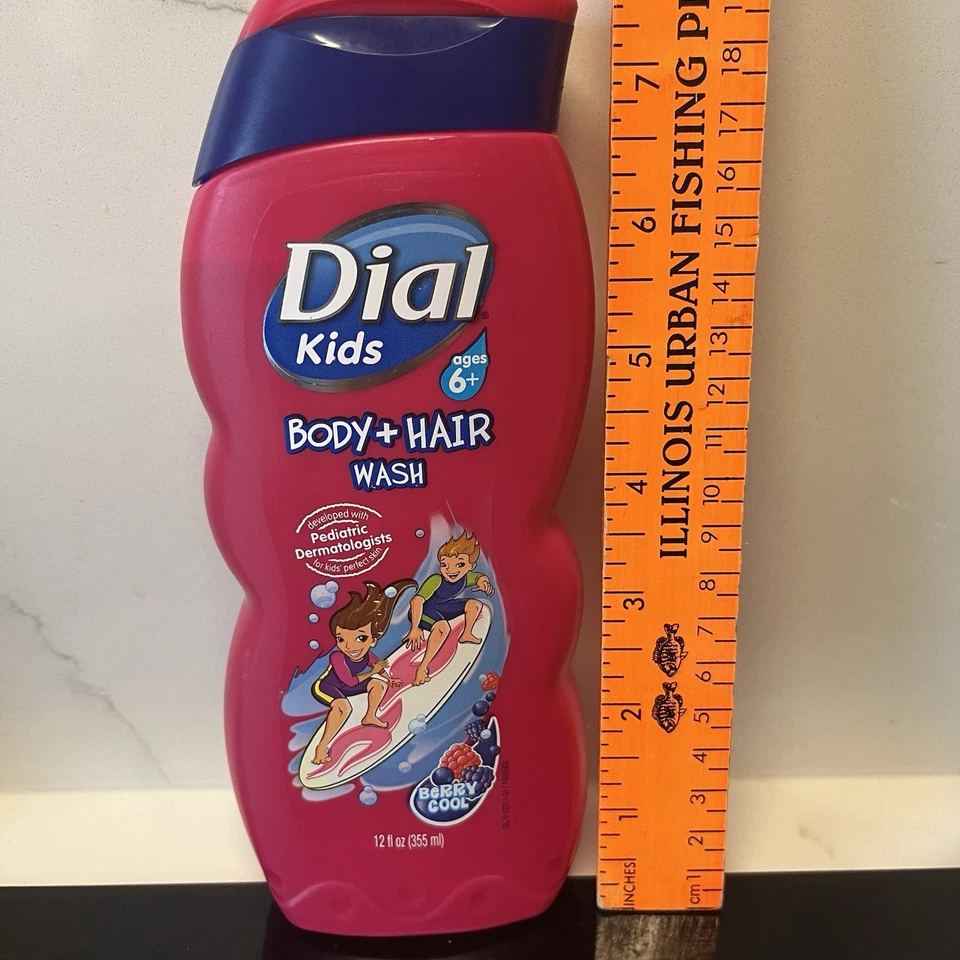 Dial®
Kids
ages
6+
BODY + HAIR
WASH
developed with
Pediatric
Dermatologists
for kids' perfect skin
BERRY
COOL
12 fl oz (355 ml)
ILLINOIS URBAN FISHING
INCHES
1
2
3
4
5
6
7
cm 1
2
3
4
5
6
7
8
9
10
11
12
13
14
15
16
17
18